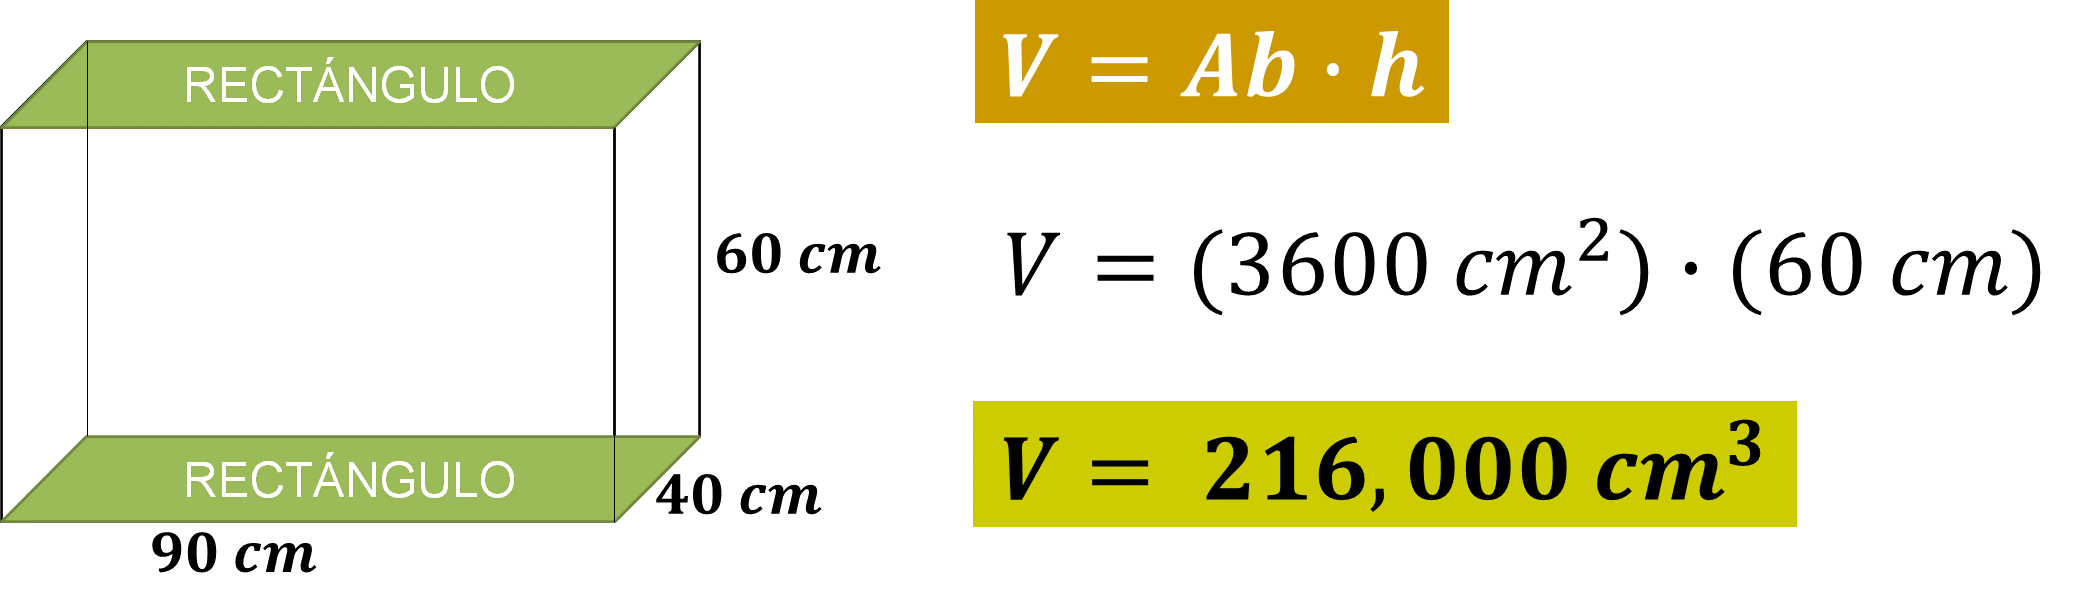 RECTÁNGULO
60 cm
RECTÁNGULO
40 cm
90 cm
V = Ab · h
V = (3600 cm²) · (60 cm)
V = 216,000 cm³